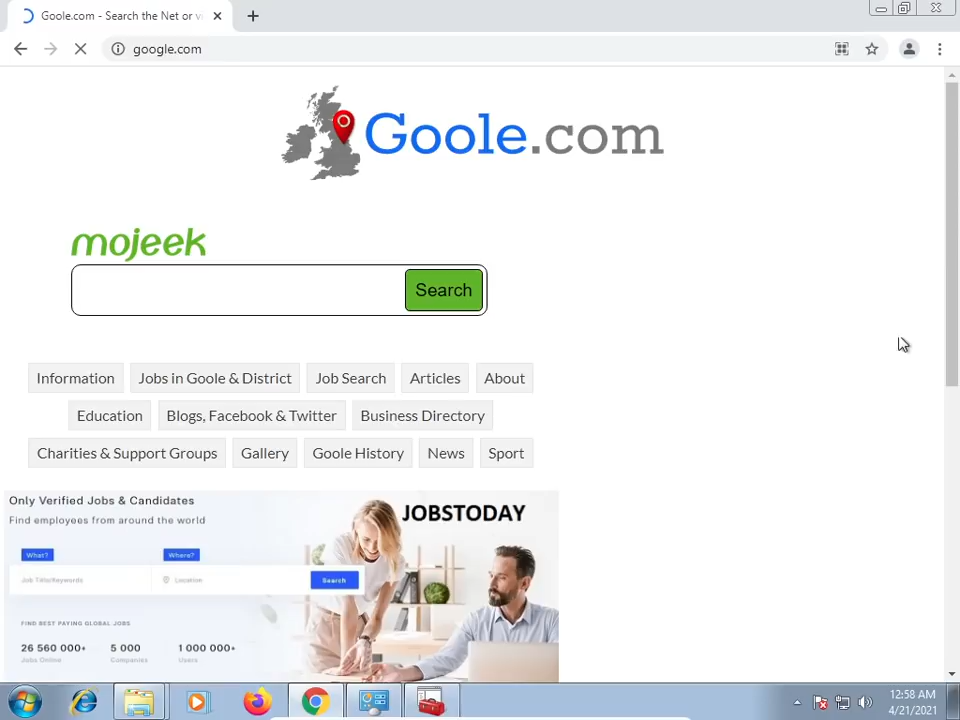 Goole.com - Search the Net or vi
google.com
Goole.com
mojeek
Search
Information
Jobs in Goole & District
Job Search
Articles
About
Education
Blogs, Facebook & Twitter
Business Directory
Charities & Support Groups
Gallery
Goole History
News
Sport
Only Verified Jobs & Candidates
JOBSTODAY
Find employees from around the world
What?
Where?
Job Title/Keywords
Location
Search
FIND BEST PAYING GLOBAL JOBS
26 560 000+
5 000
1 000 000+
Jobs Online
Companies
Users
12:58 AM
4/21/2021